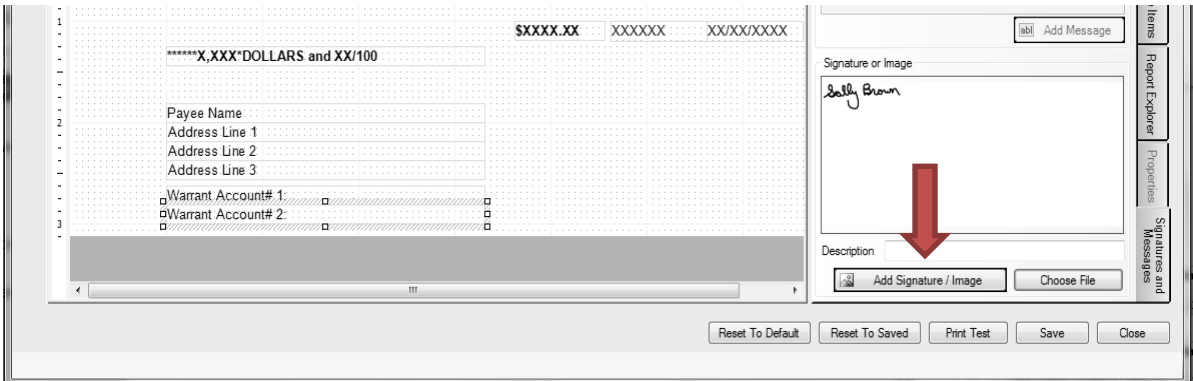 1
$XXXX.XX XXXXXX XX/XX/XXXX
******X,XXX*DOLLARS and XX/100
Payee Name
2
Address Line 1
Address Line 2
Address Line 3
Warrant Account# 1:
Warrant Account# 2:
3
abl Add Message
Signature or Image
Sally Brown
Description
Add Signature / Image Choose File
Items
Report Explorer
Properties
Signatures and
Messages
Reset To Default Reset To Saved Print Test Save Close